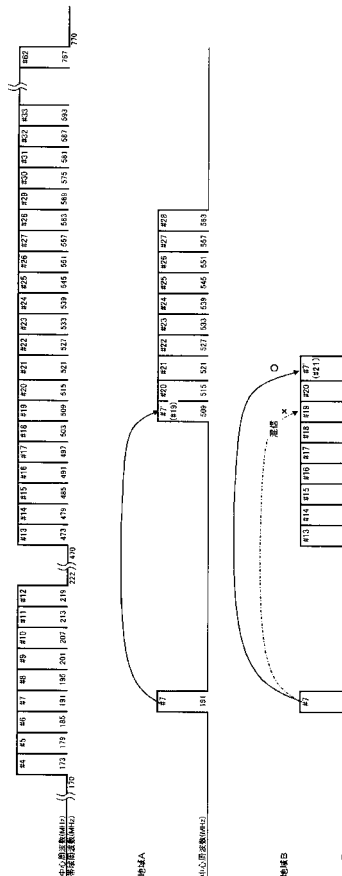 #4 #5 #6 #7 #8 #9 #10 #11 #12 #13 #14 #15 #16 #17 #18 #19 #20 #21 #22 #23 #24 #25 #26 #27 #28 #29 #30 #31 #32 #33 #62
中心周波数(MHz) 173 179 185 191 195 201 207 213 219 473 479 485 491 497 503 509 515 521 527 533 539 545 551 557 563 569 575 581 587 593 767
帯域周波数(MHz) 170 222 470 770
地域A
#7 #7' #20 #21 #22 #23 #24 #25 #26 #27 #28
(#19)
中心周波数(MHz) 191 509 515 521 527 533 539 545 551 557 563
地域B
混信 × ○
#7 #13 #14 #15 #16 #17 #18 #19 #20 #7'
(#21)